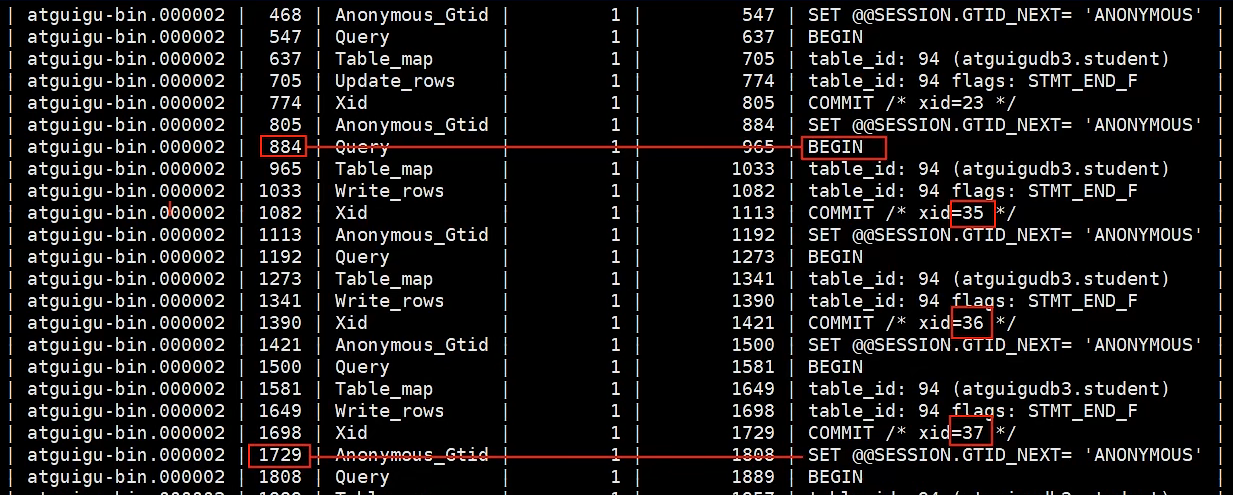 | atguigu-bin.000002 | 468 | Anonymous_Gtid | 1 | 547 | SET @@SESSION.GTID_NEXT= 'ANONYMOUS' |
| atguigu-bin.000002 | 547 | Query | 1 | 637 | BEGIN |
| atguigu-bin.000002 | 637 | Table_map | 1 | 705 | table_id: 94 (atguigudb3.student) |
| atguigu-bin.000002 | 705 | Update_rows | 1 | 774 | table_id: 94 flags: STMT_END_F |
| atguigu-bin.000002 | 774 | Xid | 1 | 805 | COMMIT /* xid=23 */ |
| atguigu-bin.000002 | 805 | Anonymous_Gtid | 1 | 884 | SET @@SESSION.GTID_NEXT= 'ANONYMOUS' |
| atguigu-bin.000002 | 884 | Query | 1 | 965 | BEGIN |
| atguigu-bin.000002 | 965 | Table_map | 1 | 1033 | table_id: 94 (atguigudb3.student) |
| atguigu-bin.000002 | 1033 | Write_rows | 1 | 1082 | table_id: 94 flags: STMT_END_F |
| atguigu-bin.000002 | 1082 | Xid | 1 | 1113 | COMMIT /* xid=35 */ |
| atguigu-bin.000002 | 1113 | Anonymous_Gtid | 1 | 1192 | SET @@SESSION.GTID_NEXT= 'ANONYMOUS' |
| atguigu-bin.000002 | 1192 | Query | 1 | 1273 | BEGIN |
| atguigu-bin.000002 | 1273 | Table_map | 1 | 1341 | table_id: 94 (atguigudb3.student) |
| atguigu-bin.000002 | 1341 | Write_rows | 1 | 1390 | table_id: 94 flags: STMT_END_F |
| atguigu-bin.000002 | 1390 | Xid | 1 | 1421 | COMMIT /* xid=36 */ |
| atguigu-bin.000002 | 1421 | Anonymous_Gtid | 1 | 1500 | SET @@SESSION.GTID_NEXT= 'ANONYMOUS' |
| atguigu-bin.000002 | 1500 | Query | 1 | 1581 | BEGIN |
| atguigu-bin.000002 | 1581 | Table_map | 1 | 1649 | table_id: 94 (atguigudb3.student) |
| atguigu-bin.000002 | 1649 | Write_rows | 1 | 1698 | table_id: 94 flags: STMT_END_F |
| atguigu-bin.000002 | 1698 | Xid | 1 | 1729 | COMMIT /* xid=37 */ |
| atguigu-bin.000002 | 1729 | Anonymous_Gtid | 1 | 1808 | SET @@SESSION.GTID_NEXT= 'ANONYMOUS' |
| atguigu-bin.000002 | 1808 | Query | 1 | 1889 | BEGIN |